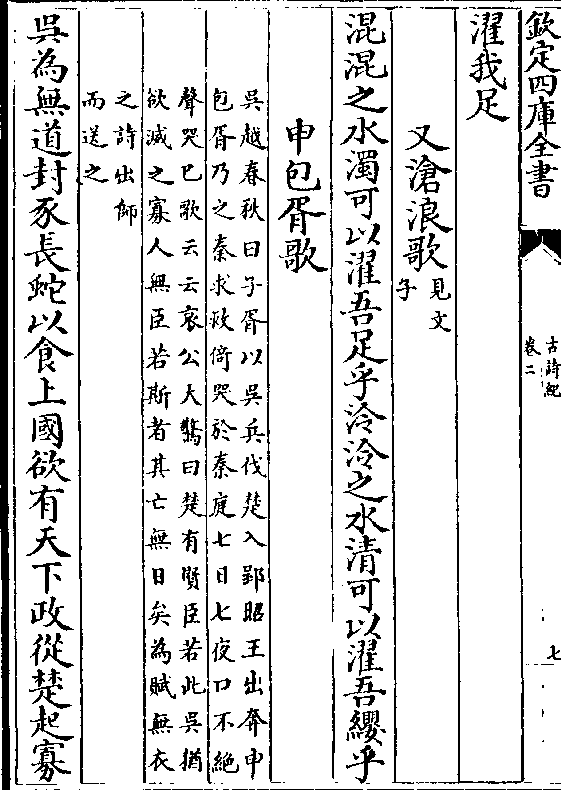 欽定四庫全書
古詩紀
卷二
七
濯我足
又滄浪歌
見文
子
混混之水濁可以濯吾足乎泠泠之水清可以濯吾纓乎
申包胥歌
吳越春秋曰子胥以吳兵伐楚入郢昭王出奔申
包胥乃之秦求救倚哭於秦庭七日七夜口不絶
聲哭已歌云云哀公大驚曰楚有賢臣若此吳猶
欲滅之寡人無臣若斯者其亡無日矣為賦無衣
之詩出師
而送之
吳為無道封豕長蛇以食上國欲有天下政從楚起寡